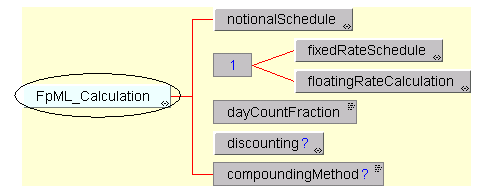 notionalSchedule
fixedRateSchedule
1
floatingRateCalculation
FpML_Calculation
dayCountFraction
discounting?
compoundingMethod?